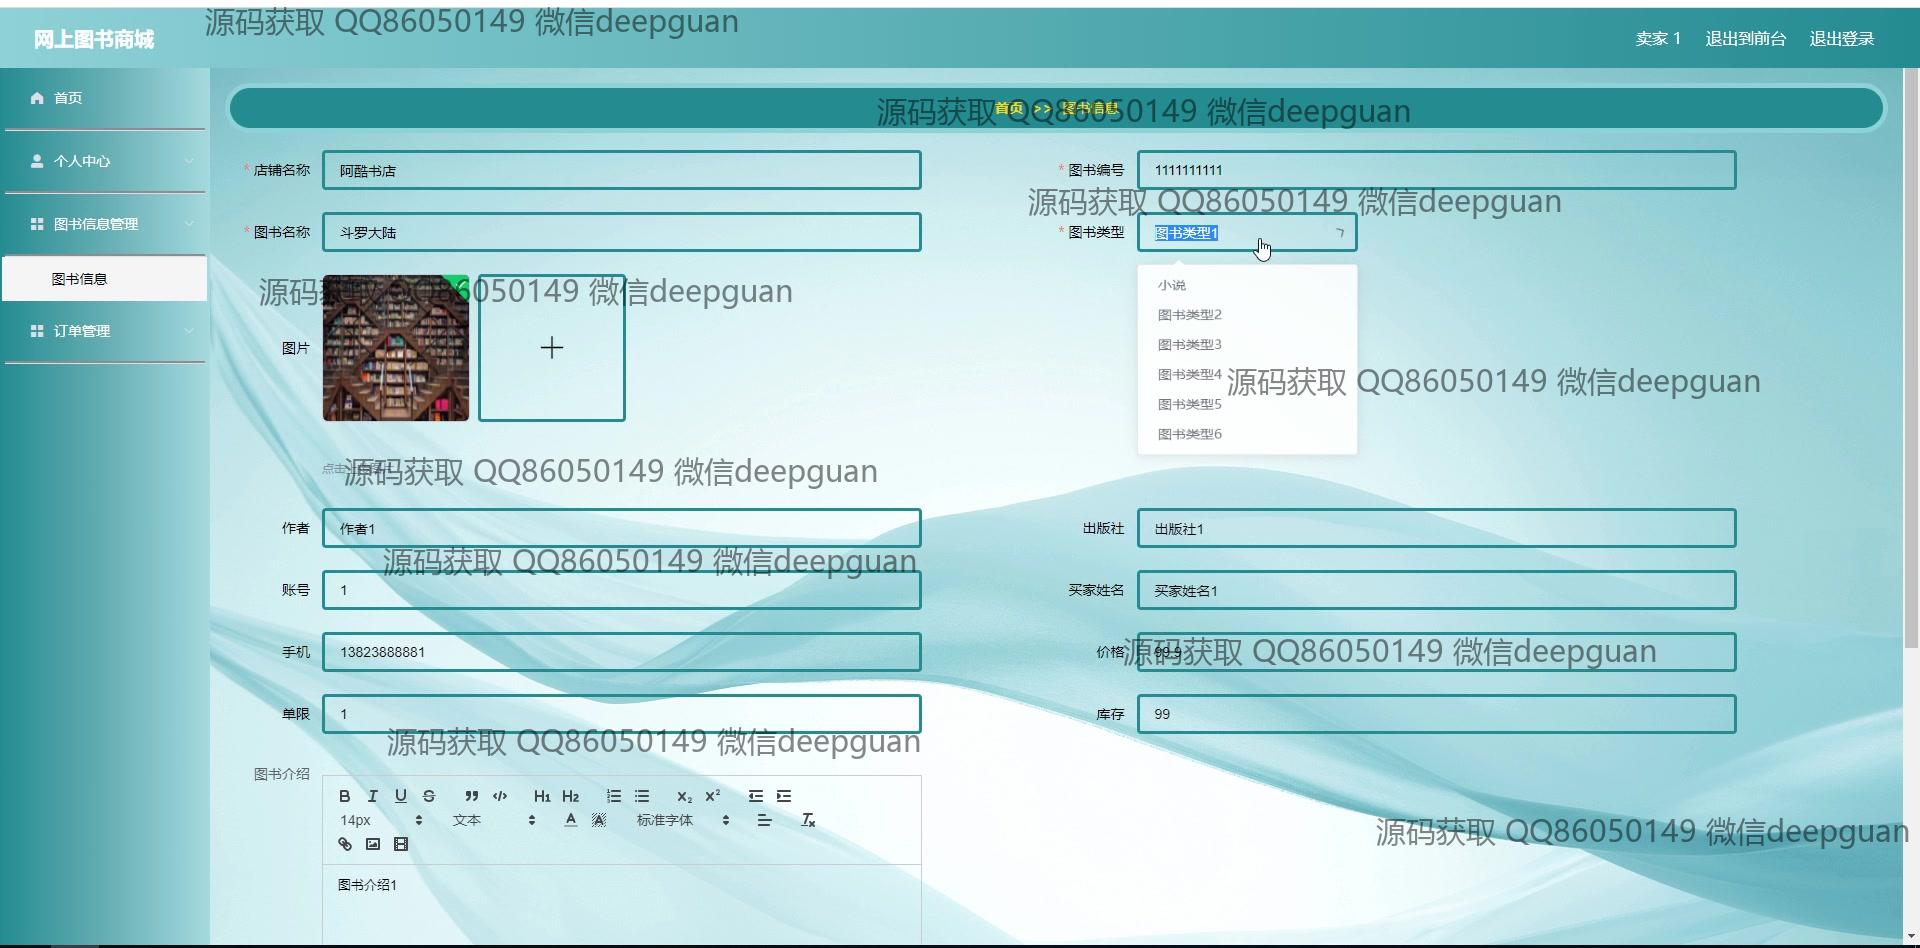 网上图书商城
源码获取 QQ86050149 微信deepguan
卖家 1 退出到前台 退出登录
首页
个人中心
图书信息管理
图书信息
订单管理
首页 >> 图书信息
源码获取 QQ86050149 微信deepguan
* 店铺名称 阿酷书店
* 图书编号 1111111111
源码获取 QQ86050149 微信deepguan
* 图书名称 斗罗大陆
* 图书类型 图书类型1
小说
图书类型2
图书类型3
图书类型4
图书类型5
图书类型6
源码获取 QQ86050149 微信deepguan
源码获取 QQ86050149 微信deepguan
图片
点击
源码获取 QQ86050149 微信deepguan
作者 作者1
出版社 出版社1
源码获取 QQ86050149 微信deepguan
账号 1
买家姓名 买家姓名1
手机 13823888881
价格 99.9
源码获取 QQ86050149 微信deepguan
单限 1
库存 99
源码获取 QQ86050149 微信deepguan
图书介绍
B I U S ” </> H1 H2 X2 X2
14px 文本 A A 标准字体 Tx
源码获取 QQ86050149 微信deepguan
图书介绍1